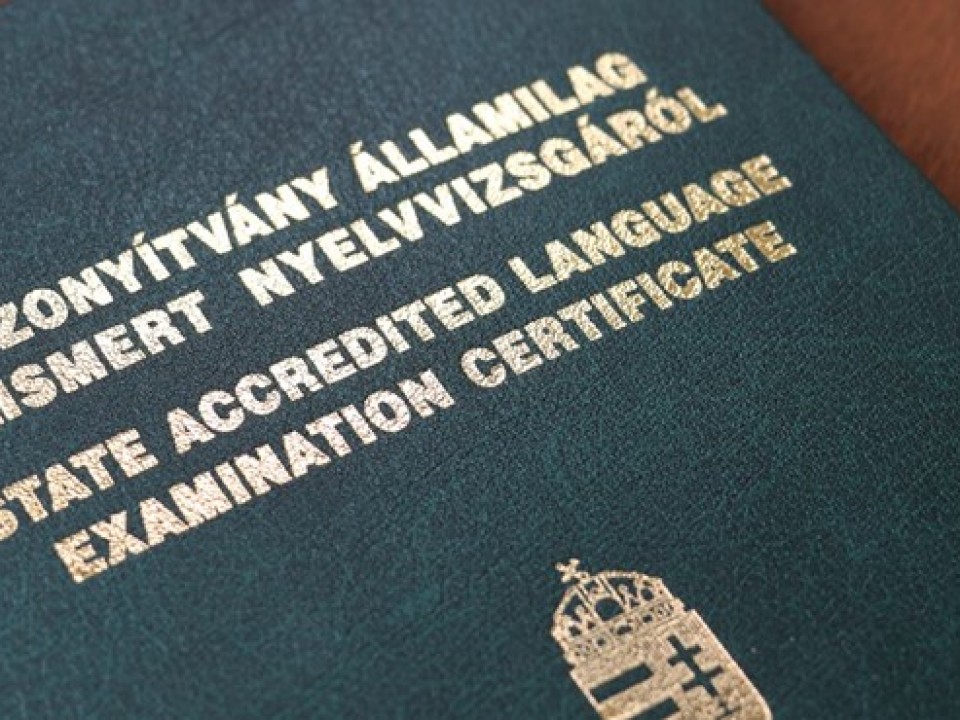 ZONYÍTVÁNY ÁLLAMILAG
ISMERT NYELVVIZSGÁRÓL
STATE ACCREDITED LANGUAGE
EXAMINATION CERTIFICATE